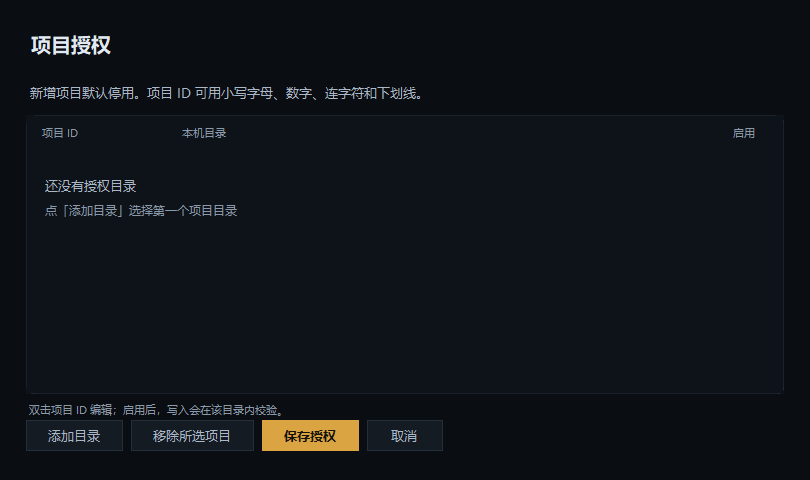 项目授权
新增项目默认停用。项目 ID 可用小写字母、数字、连字符和下划线。
项目 ID 本机目录 启用
还没有授权目录
点「添加目录」选择第一个项目目录
双击项目 ID 编辑；启用后，写入会在该目录内校验。
添加目录 移除所选项目 保存授权 取消